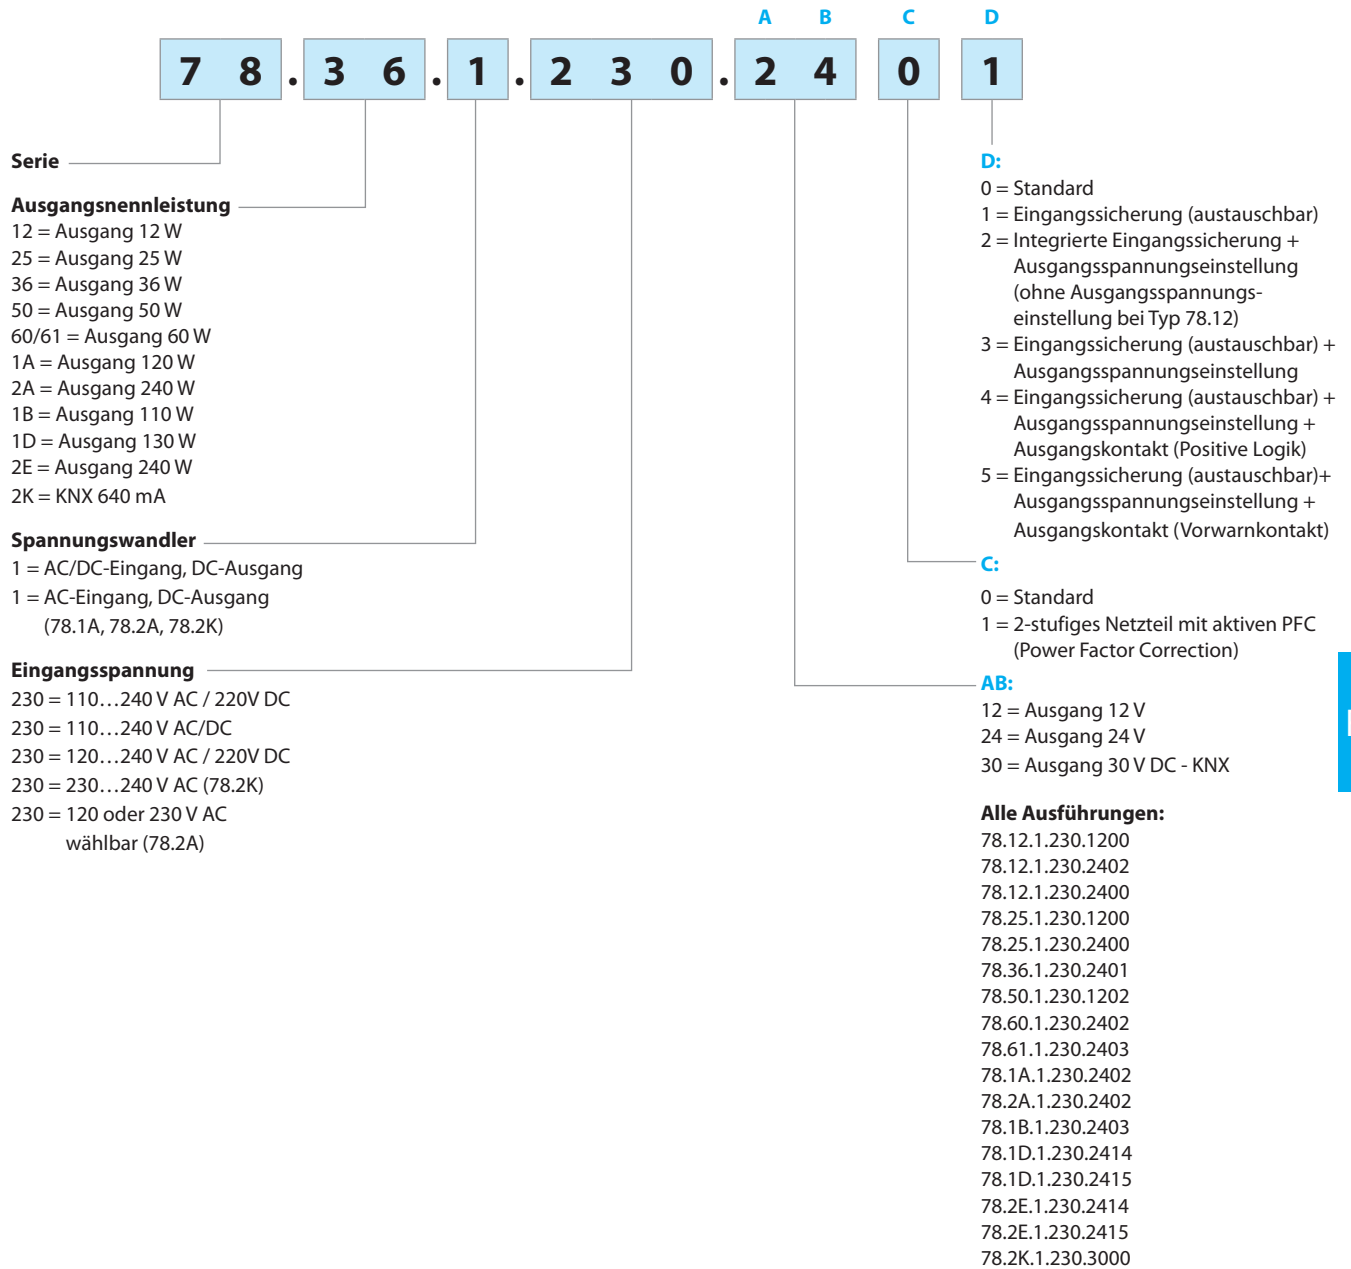 A B C D
7 8 . 3 6 . 1 . 2 3 0 . 2 4 0 1
Serie
Ausgangsnennleistung
12 = Ausgang 12 W
25 = Ausgang 25 W
36 = Ausgang 36 W
50 = Ausgang 50 W
60/61 = Ausgang 60 W
1A = Ausgang 120 W
2A = Ausgang 240 W
1B = Ausgang 110 W
1D = Ausgang 130 W
2E = Ausgang 240 W
2K = KNX 640 mA
Spannungswandler
1 = AC/DC-Eingang, DC-Ausgang
1 = AC-Eingang, DC-Ausgang
(78.1A, 78.2A, 78.2K)
Eingangsspannung
230 = 110…240 V AC / 220V DC
230 = 110…240 V AC/DC
230 = 120…240 V AC / 220V DC
230 = 230…240 V AC (78.2K)
230 = 120 oder 230 V AC
wählbar (78.2A)
D:
0 = Standard
1 = Eingangssicherung (austauschbar)
2 = Integrierte Eingangssicherung +
Ausgangsspannungseinstellung
(ohne Ausgangsspannungs-
einstellung bei Typ 78.12)
3 = Eingangssicherung (austauschbar) +
Ausgangsspannungseinstellung
4 = Eingangssicherung (austauschbar) +
Ausgangsspannungseinstellung +
Ausgangskontakt (Positive Logik)
5 = Eingangssicherung (austauschbar)+
Ausgangsspannungseinstellung +
Ausgangskontakt (Vorwarnkontakt)
C:
0 = Standard
1 = 2-stufiges Netzteil mit aktiven PFC
(Power Factor Correction)
AB:
12 = Ausgang 12 V
24 = Ausgang 24 V
30 = Ausgang 30 V DC - KNX
Alle Ausführungen:
78.12.1.230.1200
78.12.1.230.2402
78.12.1.230.2400
78.25.1.230.1200
78.25.1.230.2400
78.36.1.230.2401
78.50.1.230.1202
78.60.1.230.2402
78.61.1.230.2403
78.1A.1.230.2402
78.2A.1.230.2402
78.1B.1.230.2403
78.1D.1.230.2414
78.1D.1.230.2415
78.2E.1.230.2414
78.2E.1.230.2415
78.2K.1.230.3000